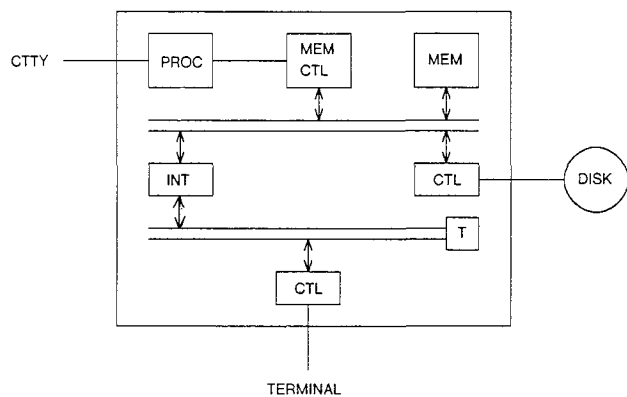 CTTY
PROC
MEM
CTL
MEM
INT
CTL
DISK
T
CTL
TERMINAL